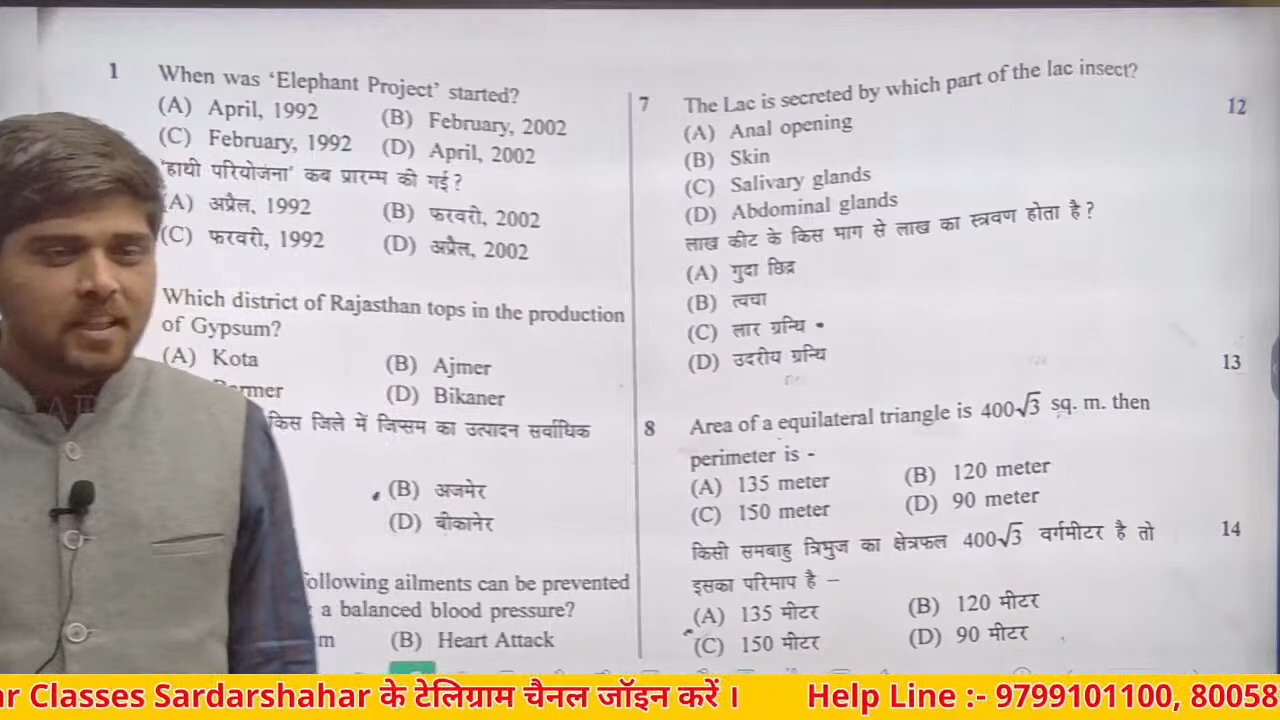 1 When was ‘Elephant Project’ started?
(A) April, 1992 (B) February, 2002
(C) February, 1992 (D) April, 2002
'हाथी परियोजना' कब प्रारम्भ की गई?
A) अप्रैल, 1992 (B) फरवरी, 2002
(C) फरवरी, 1992 (D) अप्रैल, 2002
Which district of Rajasthan tops in the production
of Gypsum?
(A) Kota (B) Ajmer
(D) Bikaner
किस जिले में जिप्सम का उत्पादन सर्वाधिक
(B) अजमेर
(D) बीकानेर
following ailments can be prevented
a balanced blood pressure?
m (B) Heart Attack
7 The Lac is secreted by which part of the lac insect?
(A) Anal opening
(B) Skin
(C) Salivary glands
(D) Abdominal glands
लाख कीट के किस भाग से लाख का स्त्रवण होता है?
(A) गुदा छिद्र
(B) त्वचा
(C) लार ग्रन्थि
(D) उदरीय ग्रन्थि
8 Area of a equilateral triangle is 400√3 sq. m. then
perimeter is -
(A) 135 meter (B) 120 meter
(C) 150 meter (D) 90 meter
किसी समबाहु त्रिभुज का क्षेत्रफल 400√3 वर्गमीटर है तो
इसका परिमाप है –
(A) 135 मीटर (B) 120 मीटर
(C) 150 मीटर (D) 90 मीटर
12
13
14
ar Classes Sardarshahar के टेलिग्राम चैनल जॉइन करें । Help Line :- 9799101100, 80058